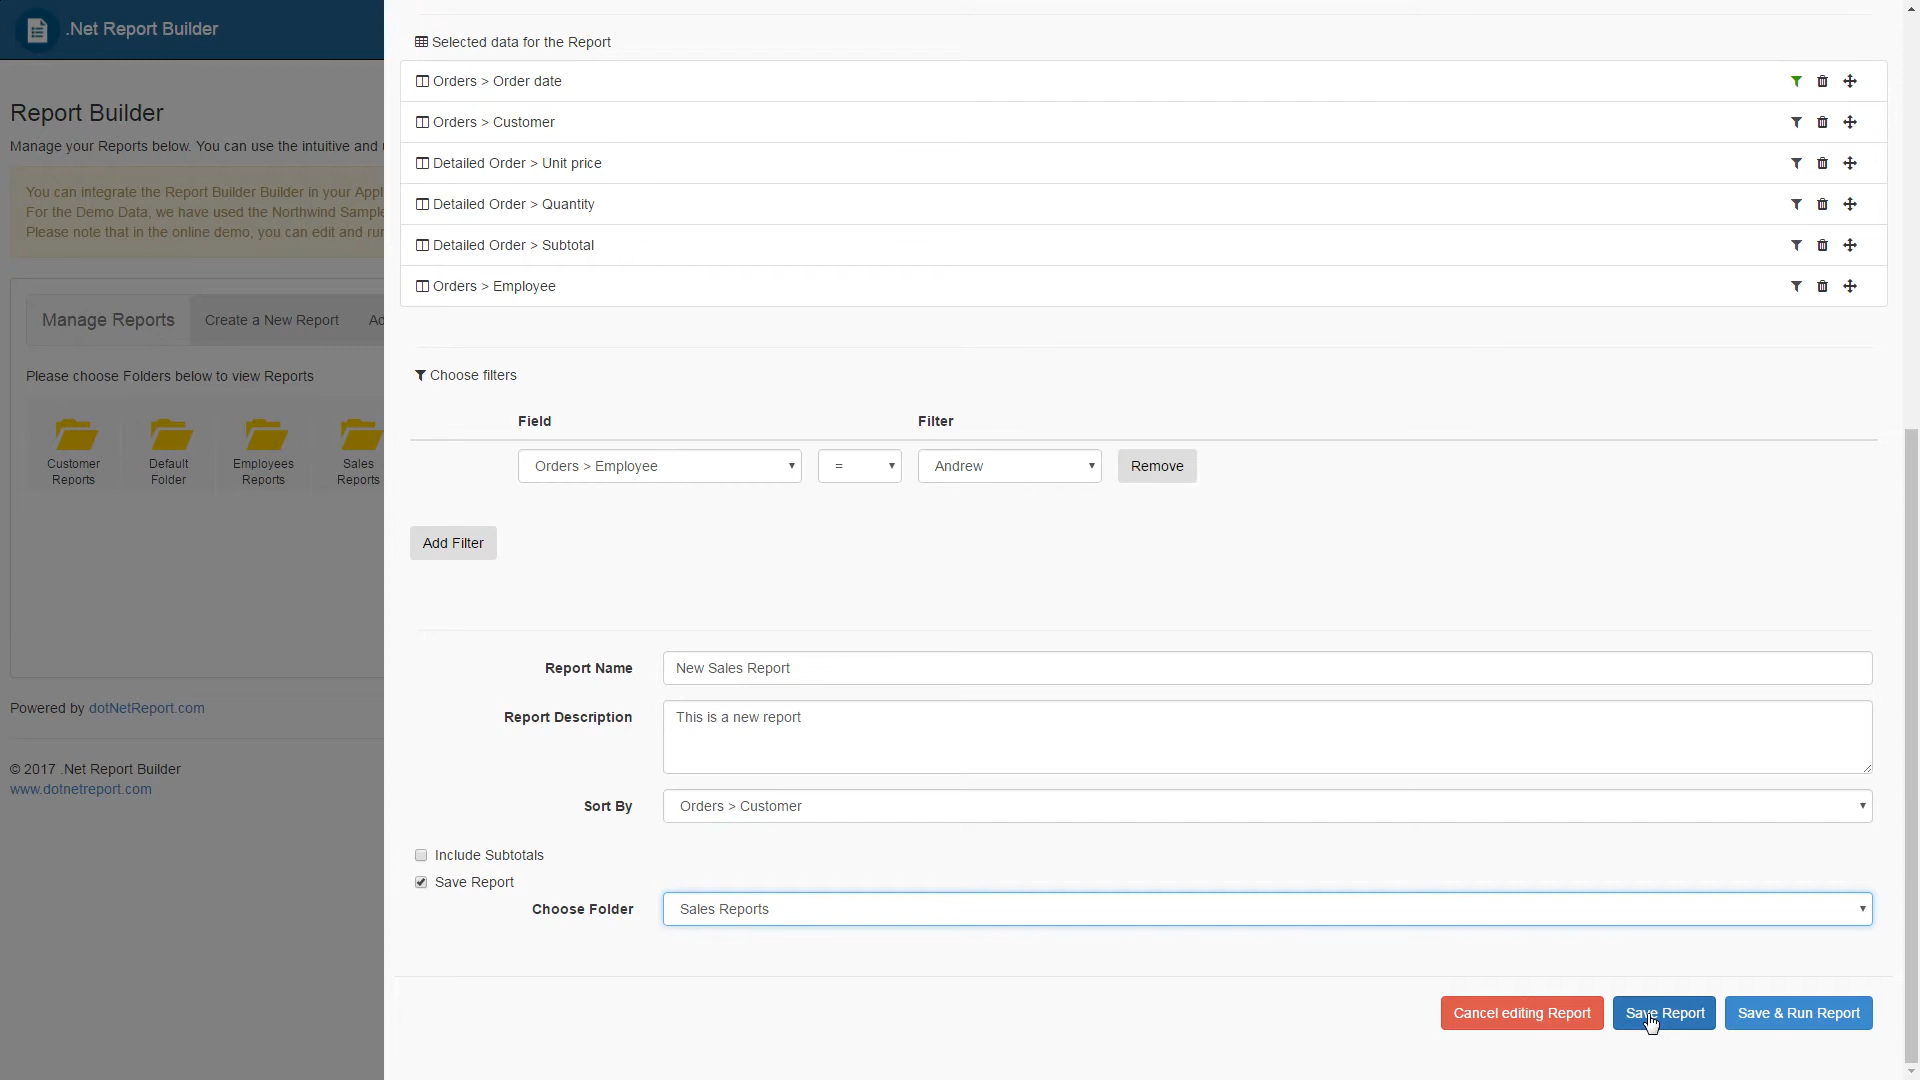 .Net Report Builder
Report Builder
Manage your Reports below. You can use the intuitive and
You can integrate the Report Builder Builder in your Appl
For the Demo Data, we have used the Northwind Sample
Please note that in the online demo, you can edit and run
Manage Reports
Create a New Report
Ad
Please choose Folders below to view Reports
Customer
Reports
Default
Folder
Employees
Reports
Sales
Reports
Powered by dotNetReport.com
© 2017 .Net Report Builder
www.dotnetreport.com
Selected data for the Report
Orders > Order date
Orders > Customer
Detailed Order > Unit price
Detailed Order > Quantity
Detailed Order > Subtotal
Orders > Employee
Choose filters
Field Filter
Orders > Employee = Andrew Remove
Add Filter
Report Name New Sales Report
Report Description This is a new report
Sort By Orders > Customer
Include Subtotals
Save Report
Choose Folder Sales Reports
Cancel editing Report Save Report Save & Run Report